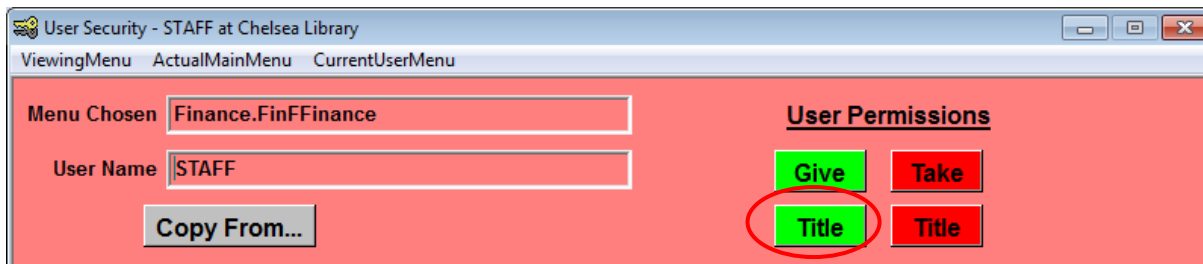 User Security - STAFF at Chelsea Library
ViewingMenu ActualMainMenu CurrentUserMenu
Menu Chosen Finance.FinFFinance
User Permissions
User Name STAFF
Give Take
Copy From...
Title Title